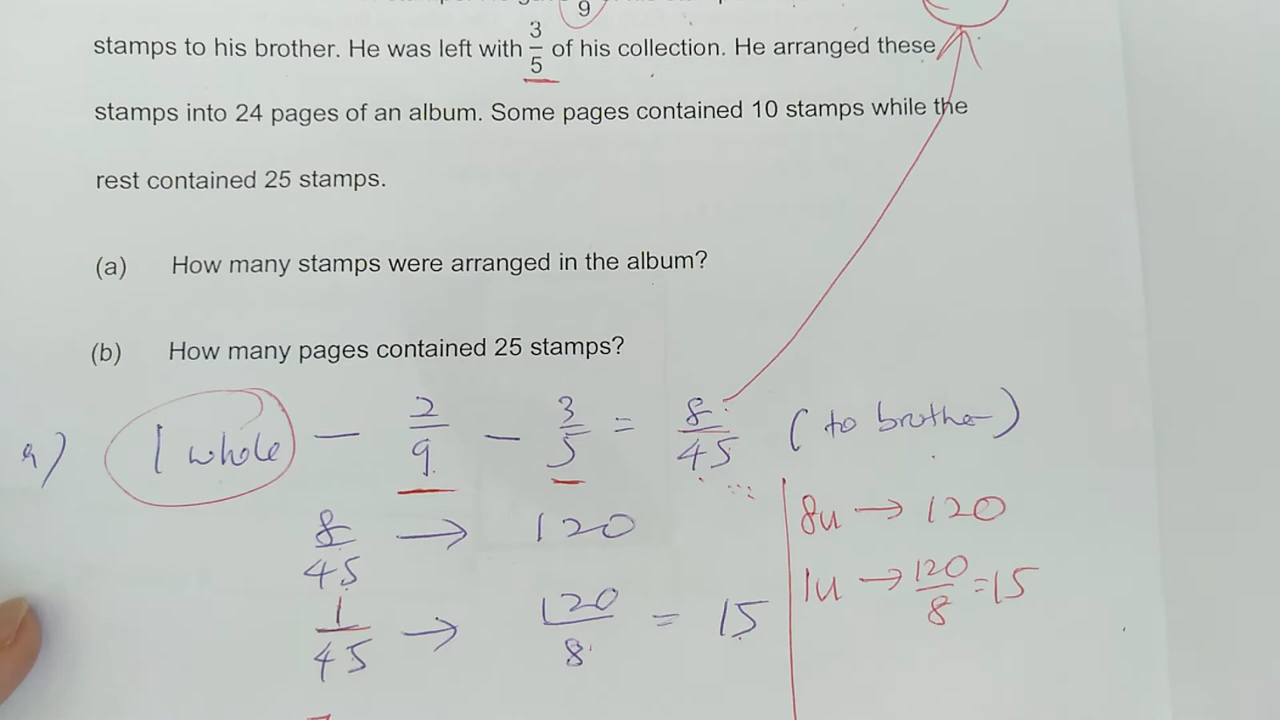 9
stamps to his brother. He was left with 3/5 of his collection. He arranged these
stamps into 24 pages of an album. Some pages contained 10 stamps while the
rest contained 25 stamps.
(a) How many stamps were arranged in the album?
(b) How many pages contained 25 stamps?
a) 1 whole - 2/9 - 3/5 = 8/45 (to brother)
8/45 → 120
1/45 → 120/8 = 15
8u → 120
1u → 120/8 = 15